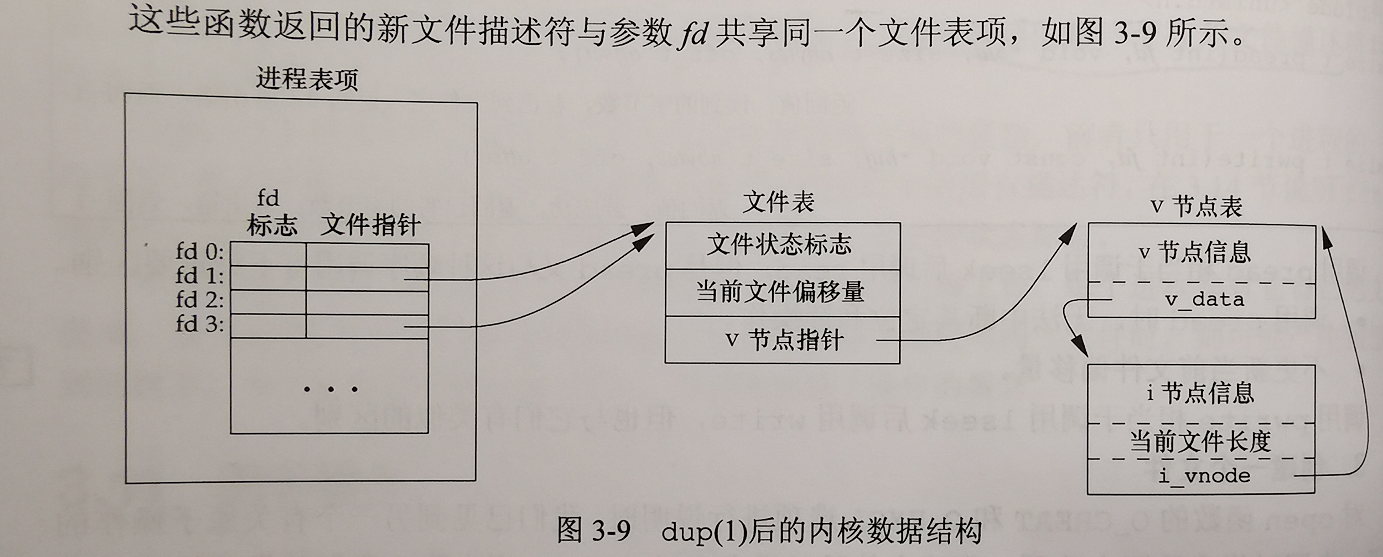 这些函数返回的新文件描述符与参数 fd 共享同一个文件表项，如图 3-9 所示。
进程表项
fd
标志 文件指针
fd 0:
fd 1:
fd 2:
fd 3:
···
文件表
文件状态标志
当前文件偏移量
v 节点指针
v 节点表
v 节点信息
v_data
i 节点信息
当前文件长度
i_vnode
图 3-9 dup(1)后的内核数据结构